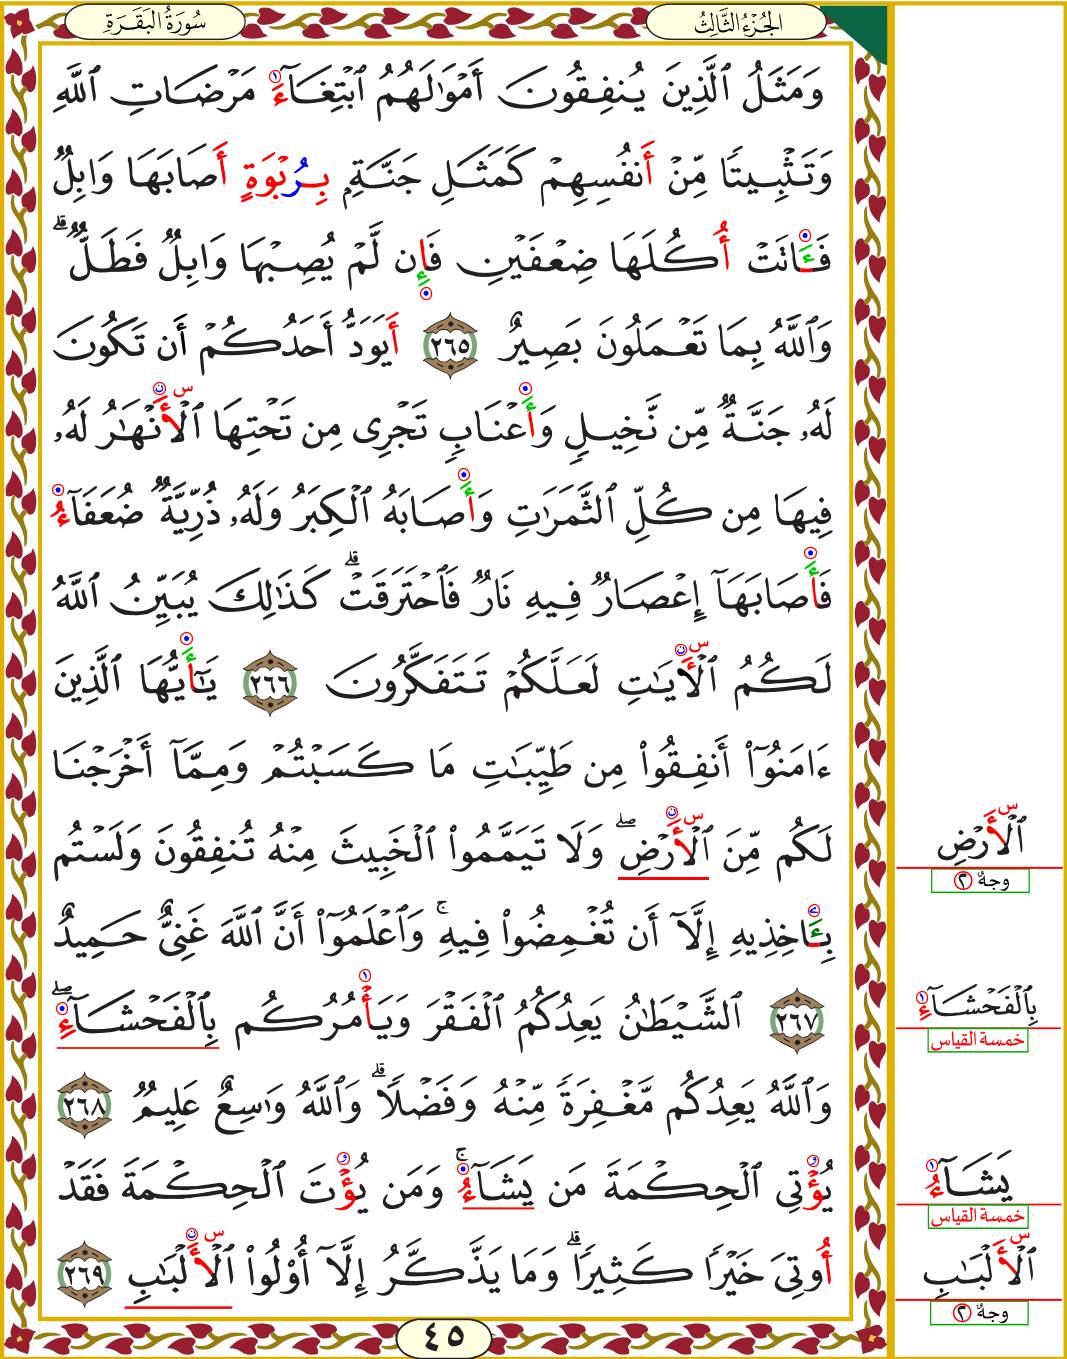 سُورَةُ البَقَرَةِ
الجُزْءُ الثَّالِثُ
وَمَثَلُ ٱلَّذِينَ يُنفِقُونَ أَمْوَٰلَهُمُ ٱبْتِغَآءَ مَرْضَاتِ ٱللَّهِ
وَتَثْبِيتًا مِّنْ أَنفُسِهِمْ كَمَثَلِ جَنَّةِۭ بِرُبْوَةٍ أَصَابَهَا وَابِلٌ
فَـَٔاتَتْ أُكُلَهَا ضِعْفَيْنِ فَإِن لَّمْ يُصِبْهَا وَابِلٌ فَطَلٌّ ۗ
وَٱللَّهُ بِمَا تَعْمَلُونَ بَصِيرٌ ٢٦٥ أَيَوَدُّ أَحَدُكُمْ أَن تَكُونَ
لَهُۥ جَنَّةٌ مِّن نَّخِيلٍ وَأَعْنَابٍ تَجْرِى مِن تَحْتِهَا ٱلْأَنْهَٰرُ لَهُۥ
فِيهَا مِن كُلِّ ٱلثَّمَرَٰتِ وَأَصَابَهُ ٱلْكِبَرُ وَلَهُۥ ذُرِّيَّةٌ ضُعَفَآءُ
فَأَصَابَهَآ إِعْصَارٌ فِيهِ نَارٌ فَٱحْتَرَقَتْ ۗ كَذَٰلِكَ يُبَيِّنُ ٱللَّهُ
لَكُمُ ٱلْأَيَٰتِ لَعَلَّكُمْ تَتَفَكَّرُونَ ٢٦٦ يَٰٓأَيُّهَا ٱلَّذِينَ
ءَامَنُوٓا۟ أَنفِقُوا۟ مِن طَيِّبَٰتِ مَا كَسَبْتُمْ وَمِمَّآ أَخْرَجْنَا
لَكُم مِّنَ ٱلْأَرْضِ ۖ وَلَا تَيَمَّمُوا۟ ٱلْخَبِيثَ مِنْهُ تُنفِقُونَ وَلَسْتُم
بِـَٔاخِذِيهِ إِلَّآ أَن تُغْمِضُوا۟ فِيهِ ۚ وَٱعْلَمُوٓا۟ أَنَّ ٱللَّهَ غَنِىٌّ حَمِيدٌ
٢٦٧ ٱلشَّيْطَٰنُ يَعِدُكُمُ ٱلْفَقْرَ وَيَأْمُرُكُم بِٱلْفَحْشَآءِ ۖ
وَٱللَّهُ يَعِدُكُم مَّغْفِرَةً مِّنْهُ وَفَضْلًا ۗ وَٱللَّهُ وَٰسِعٌ عَلِيمٌ ٢٦٨
يُؤْتِى ٱلْحِكْمَةَ مَن يَشَآءُ ۚ وَمَن يُؤْتَ ٱلْحِكْمَةَ فَقَدْ
أُوتِىَ خَيْرًا كَثِيرًا ۗ وَمَا يَذَّكَّرُ إِلَّآ أُو۟لُوا۟ ٱلْأَلْبَٰبِ ٢٦٩
٤٥
ٱلْأَرْضِ
وجهٌ ٢
بِٱلْفَحْشَآءِ
خمسة القياس
يَشَآءُ
خمسة القياس
ٱلْأَلْبَٰبِ
وجهٌ ٢